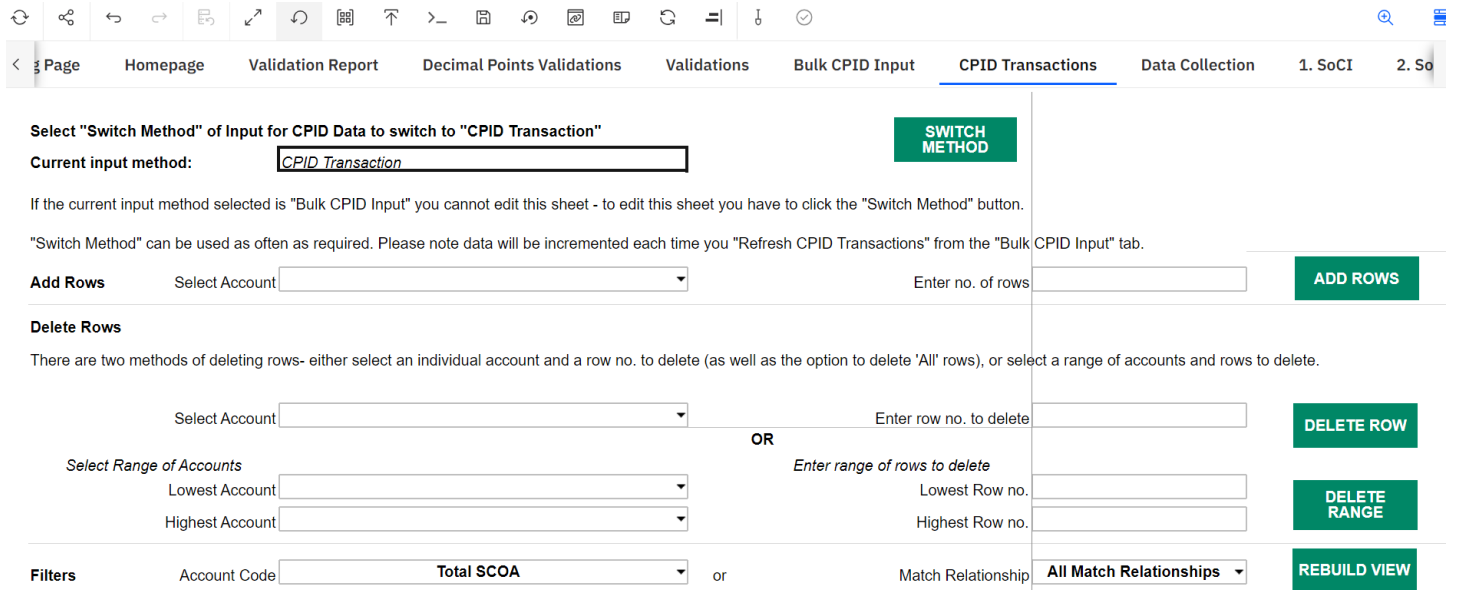 g Page Homepage Validation Report Decimal Points Validations Validations Bulk CPID Input CPID Transactions Data Collection 1. SoCI 2. So
Select "Switch Method" of Input for CPID Data to switch to "CPID Transaction"
SWITCH
METHOD
Current input method: CPID Transaction
If the current input method selected is "Bulk CPID Input" you cannot edit this sheet - to edit this sheet you have to click the "Switch Method" button.
"Switch Method" can be used as often as required. Please note data will be incremented each time you "Refresh CPID Transactions" from the "Bulk CPID Input" tab.
Add Rows Select Account Enter no. of rows ADD ROWS
Delete Rows
There are two methods of deleting rows- either select an individual account and a row no. to delete (as well as the option to delete 'All' rows), or select a range of accounts and rows to delete.
Select Account Enter row no. to delete DELETE ROW
OR
Select Range of Accounts Enter range of rows to delete
Lowest Account Lowest Row no.
DELETE
RANGE
Highest Account Highest Row no.
Filters Account Code Total SCOA or Match Relationship All Match Relationships REBUILD VIEW